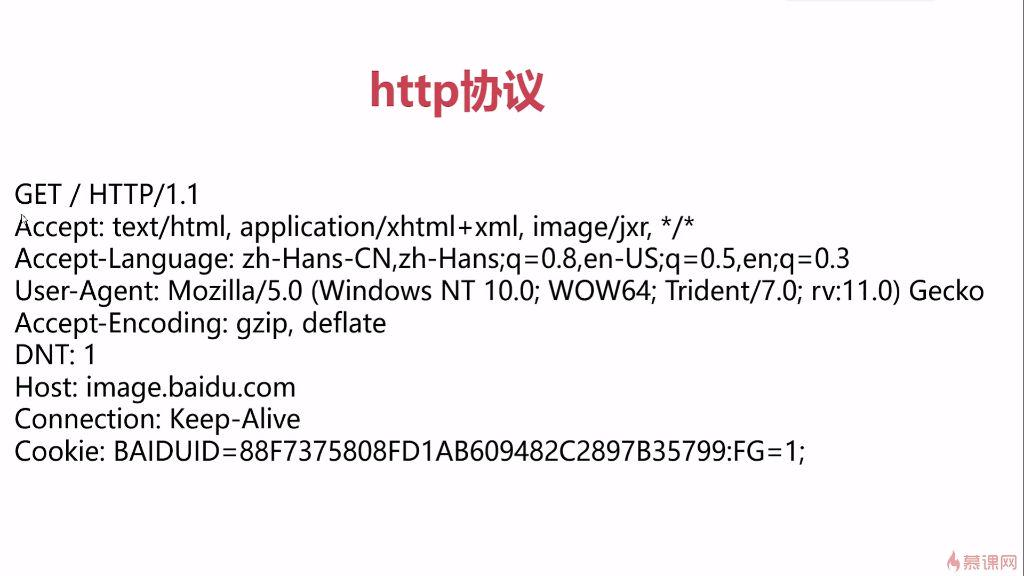 http协议
GET / HTTP/1.1
Accept: text/html, application/xhtml+xml, image/jxr, */*
Accept-Language: zh-Hans-CN,zh-Hans;q=0.8,en-US;q=0.5,en;q=0.3
User-Agent: Mozilla/5.0 (Windows NT 10.0; WOW64; Trident/7.0; rv:11.0) Gecko
Accept-Encoding: gzip, deflate
DNT: 1
Host: image.baidu.com
Connection: Keep-Alive
Cookie: BAIDUID=88F7375808FD1AB609482C2897B35799:FG=1;
慕课网